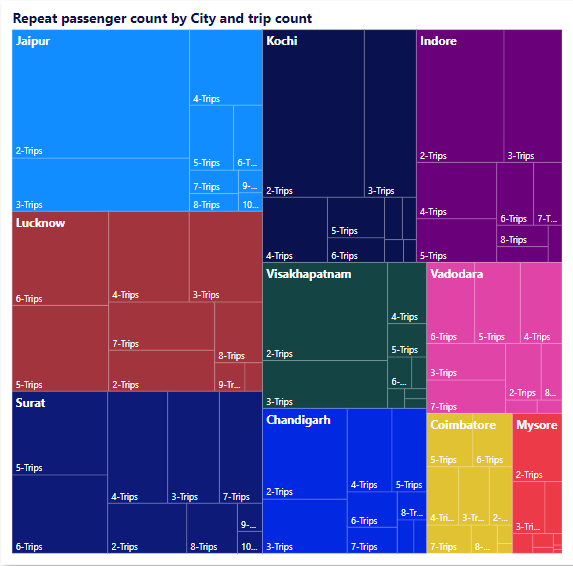 Repeat passenger count by City and trip count
Jaipur
2-Trips
3-Trips
4-Trips
5-Trips
6-T...
7-Trips
9-...
8-Trips
10...
Kochi
2-Trips
3-Trips
4-Trips
5-Trips
6-Trips
Indore
2-Trips
3-Trips
4-Trips
5-Trips
6-Trips
7-T...
8-Trips
Lucknow
6-Trips
5-Trips
4-Trips
3-Trips
7-Trips
2-Trips
8-Trips
9-Tr...
Visakhapatnam
2-Trips
3-Trips
4-Trips
5-Trips
6-...
Vadodara
6-Trips
5-Trips
4-Trips
3-Trips
7-Trips
2-Trips
8...
Surat
5-Trips
6-Trips
4-Trips
3-Trips
7-Trips
2-Trips
8-Trips
9-...
10...
Chandigarh
2-Trips
3-Trips
4-Trips
5-Trips
6-Trips
7-Trips
8-Tr...
Coimbatore
5-Trips
6-Trips
4-Tri...
3-Tr...
2-...
7-Trips
8-...
Mysore
2-Trips
3-Tri...